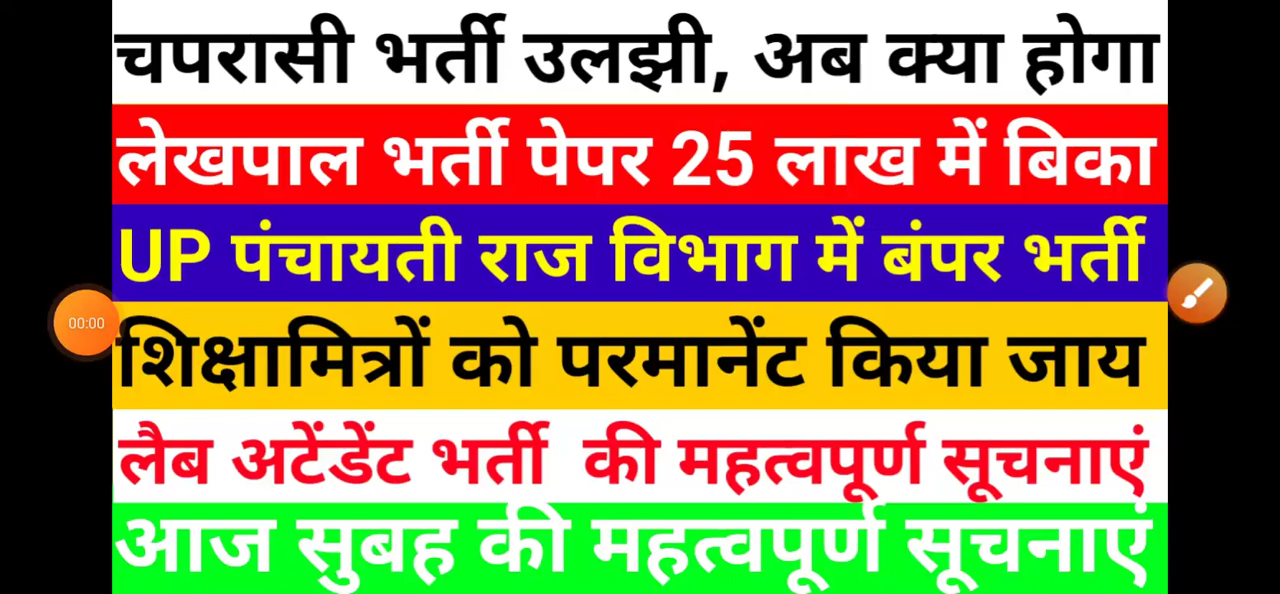 चपरासी भर्ती उलझी, अब क्या होगा
लेखपाल भर्ती पेपर 25 लाख में बिका
UP पंचायती राज विभाग में बंपर भर्ती
00:00
शिक्षामित्रों को परमानेंट किया जाय
लैब अटेंडेंट भर्ती की महत्वपूर्ण सूचनाएं
आज सुबह की महत्वपूर्ण सूचनाएं